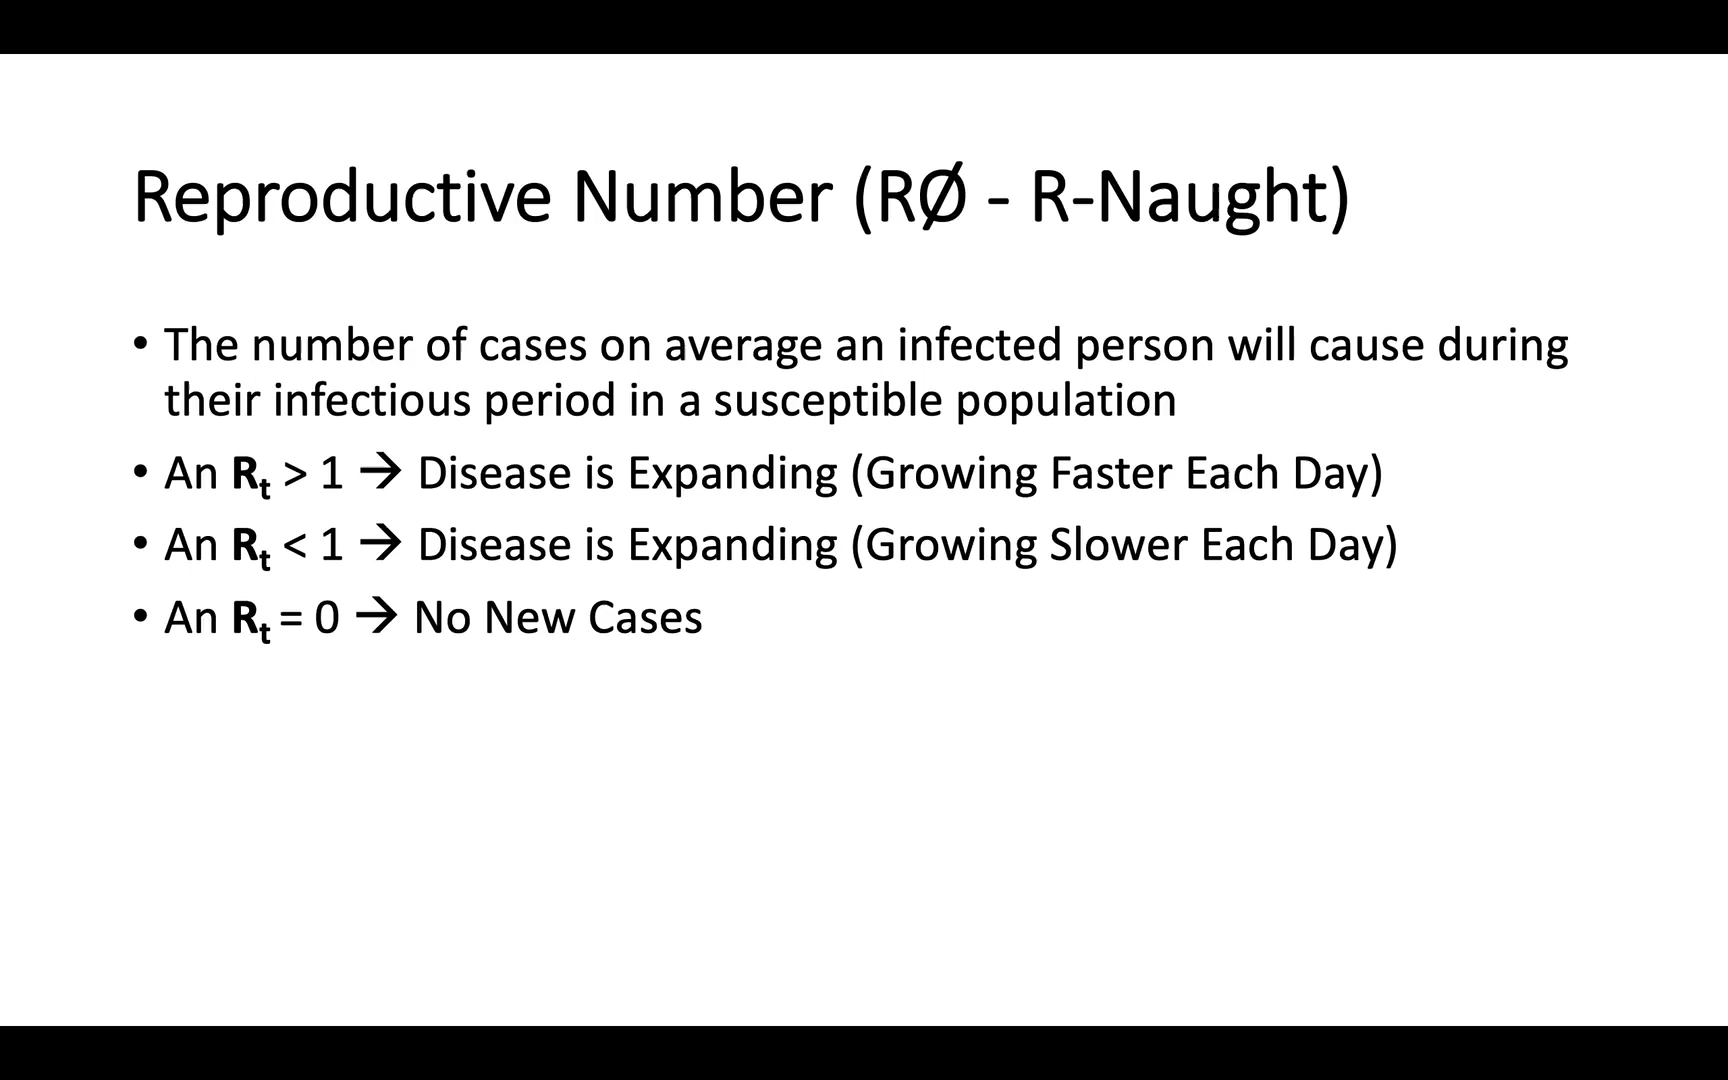 Reproductive Number (RØ - R-Naught)
• The number of cases on average an infected person will cause during
their infectious period in a susceptible population
• An Rt > 1 → Disease is Expanding (Growing Faster Each Day)
• An Rt < 1 → Disease is Expanding (Growing Slower Each Day)
• An Rt = 0 → No New Cases